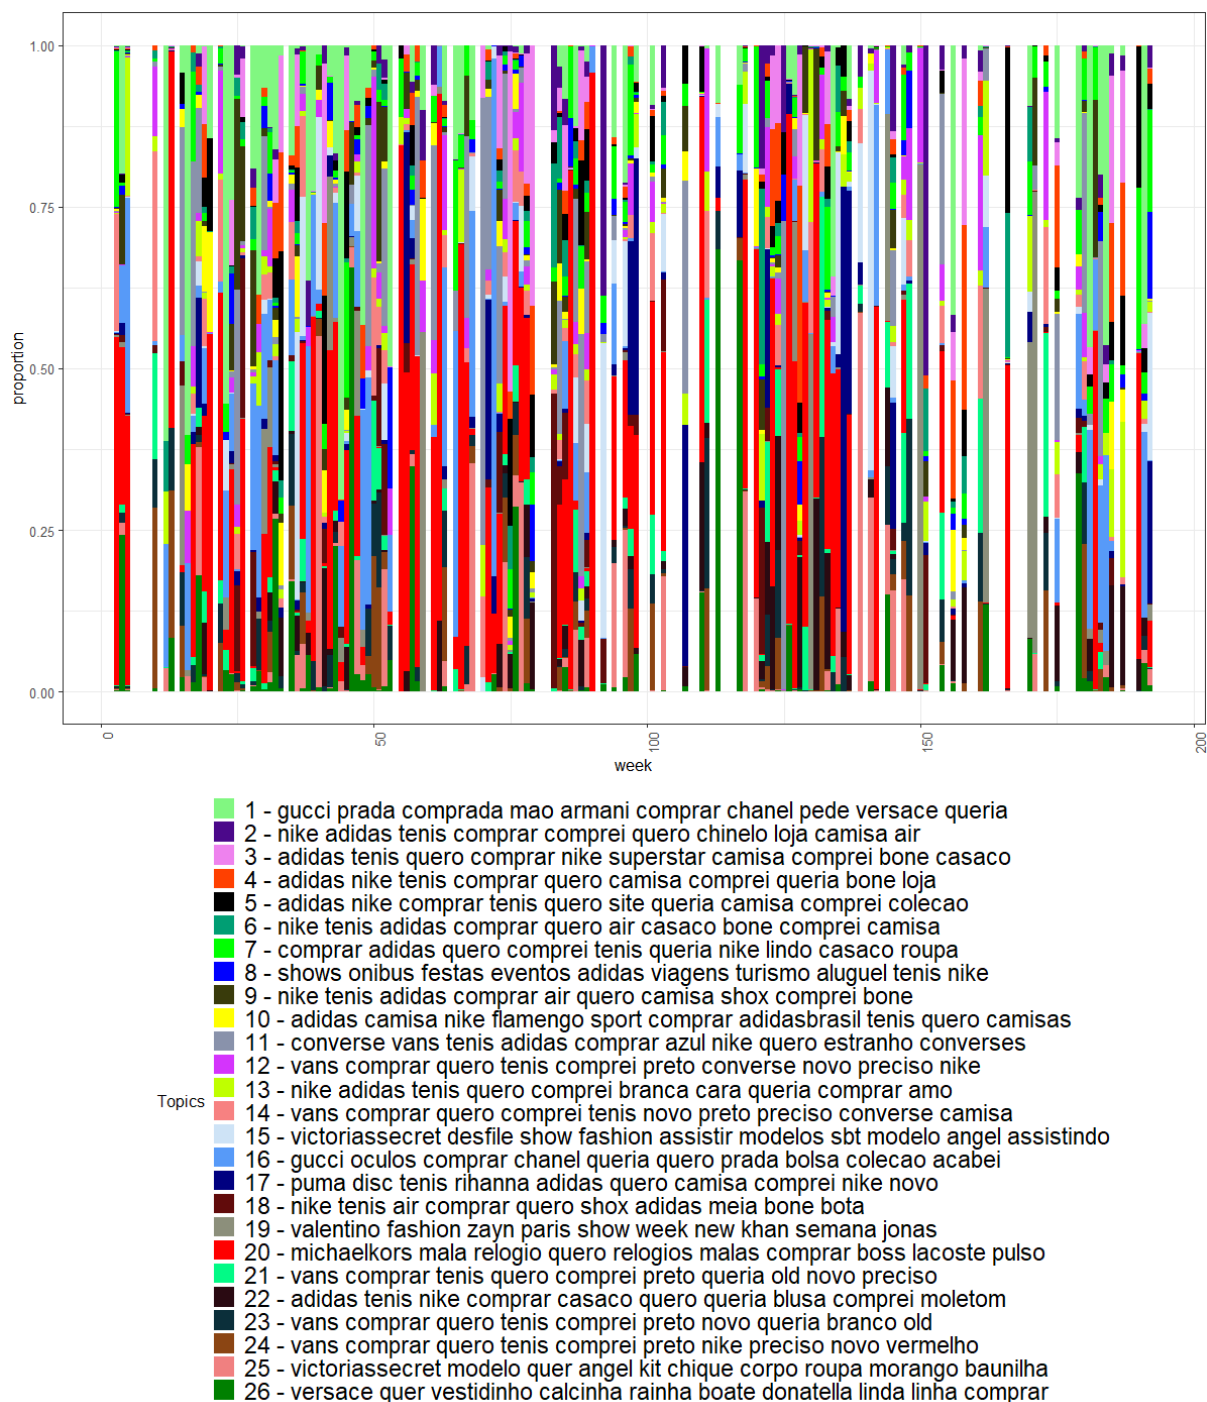 1.00
0.75
0.50
0.25
0.00
proportion
0
50
100
150
200
week
Topics
1 - gucci prada comprada mao armani comprar chanel pede versace queria
2 - nike adidas tenis comprar comprei quero chinelo loja camisa air
3 - adidas tenis quero comprar nike superstar camisa comprei bone casaco
4 - adidas nike tenis comprar quero camisa comprei queria bone loja
5 - adidas nike comprar tenis quero site queria camisa comprei colecao
6 - nike tenis adidas comprar quero air casaco bone comprei camisa
7 - comprar adidas quero comprei tenis queria nike lindo casaco roupa
8 - shows onibus festas eventos adidas viagens turismo aluguel tenis nike
9 - nike tenis adidas comprar air quero camisa shox comprei bone
10 - adidas camisa nike flamengo sport comprar adidasbrasil tenis quero camisas
11 - converse vans tenis adidas comprar azul nike quero estranho converses
12 - vans comprar quero tenis comprei preto converse novo preciso nike
13 - nike adidas tenis quero comprei branca cara queria comprar amo
14 - vans comprar quero comprei tenis novo preto preciso converse camisa
15 - victoriassecret desfile show fashion assistir modelos sbt modelo angel assistindo
16 - gucci oculos comprar chanel queria quero prada bolsa colecao acabei
17 - puma disc tenis rihanna adidas quero camisa comprei nike novo
18 - nike tenis air comprar quero shox adidas meia bone bota
19 - valentino fashion zayn paris show week new khan semana jonas
20 - michaelkors mala relogio quero relogios malas comprar boss lacoste pulso
21 - vans comprar tenis quero comprei preto queria old novo preciso
22 - adidas tenis nike comprar casaco quero queria blusa comprei moletom
23 - vans comprar quero tenis comprei preto novo queria branco old
24 - vans comprar quero tenis comprei preto nike preciso novo vermelho
25 - victoriassecret modelo quer angel kit chique corpo roupa morango baunilha
26 - versace quer vestidinho calcinha rainha boate donatella linda linha comprar